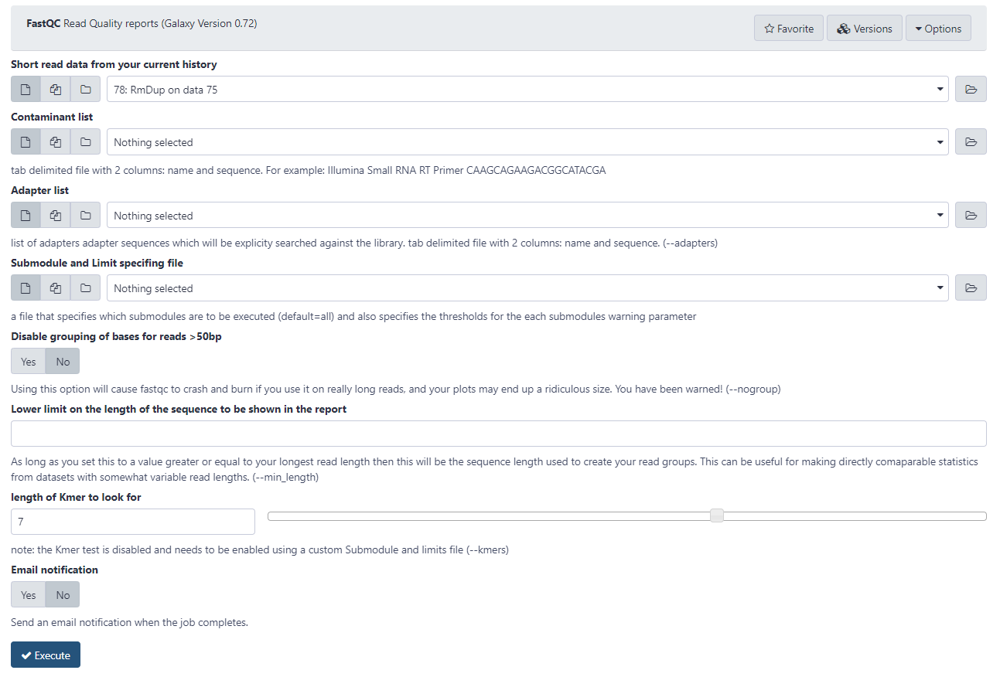 FastQC Read Quality reports (Galaxy Version 0.72)
Favorite
Versions
Options
Short read data from your current history
78: RmDup on data 75
Contaminant list
Nothing selected
tab delimited file with 2 columns: name and sequence. For example: Illumina Small RNA RT Primer CAAGCAGAAGACGGCATACGA
Adapter list
Nothing selected
list of adapters adapter sequences which will be explicity searched against the library. tab delimited file with 2 columns: name and sequence. (--adapters)
Submodule and Limit specifing file
Nothing selected
a file that specifies which submodules are to be executed (default=all) and also specifies the thresholds for the each submodules warning parameter
Disable grouping of bases for reads >50bp
Yes No
Using this option will cause fastqc to crash and burn if you use it on really long reads, and your plots may end up a ridiculous size. You have been warned! (--nogroup)
Lower limit on the length of the sequence to be shown in the report
As long as you set this to a value greater or equal to your longest read length then this will be the sequence length used to create your read groups. This can be useful for making directly comaparable statistics
from datasets with somewhat variable read lengths. (--min_length)
length of Kmer to look for
7
note: the Kmer test is disabled and needs to be enabled using a custom Submodule and limits file (--kmers)
Email notification
Yes No
Send an email notification when the job completes.
Execute